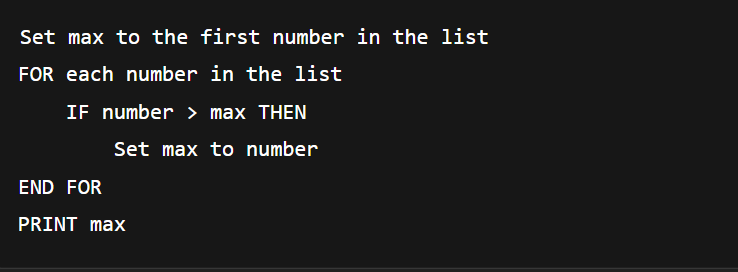 Set max to the first number in the list
FOR each number in the list
    IF number > max THEN
        Set max to number
END FOR
PRINT max